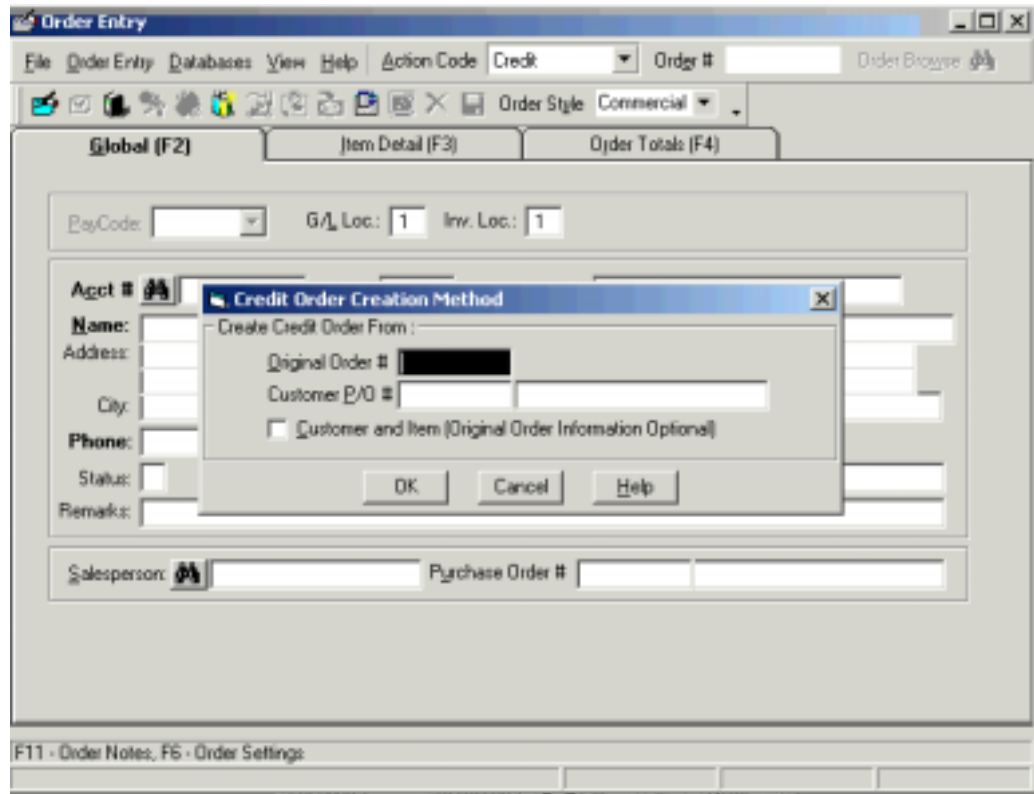 Order Entry
File Order Entry Databases View Help Action Code Credit Order # Order Browse
Order Style Commercial
Global (F2) Item Detail (F3) Order Totals (F4)
PayCode: G/L Loc.: 1 Inv. Loc.: 1
Acct #
Credit Order Creation Method
Name:
Create Credit Order From :
Address:
Original Order #
Customer P/O #
City:
Customer and Item (Original Order Information Optional)
Phone:
Status:
OK Cancel Help
Remarks:
Salesperson: Purchase Order #
F11 - Order Notes, F6 - Order Settings